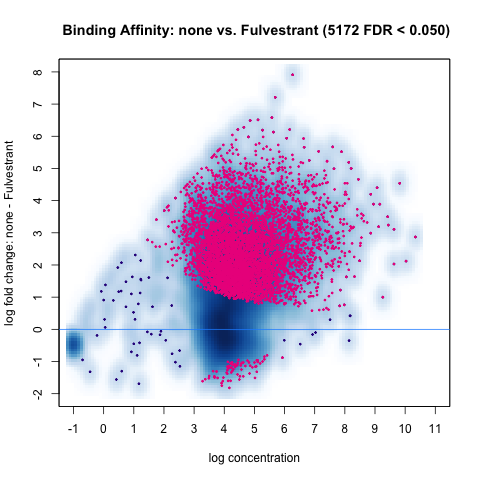 Binding Affinity: none vs. Fulvestrant (5172 FDR < 0.050)
log fold change: none - Fulvestrant
8
7
6
5
4
3
2
1
0
-1
-2
-1 0 1 2 3 4 5 6 7 8 9 10 11
log concentration